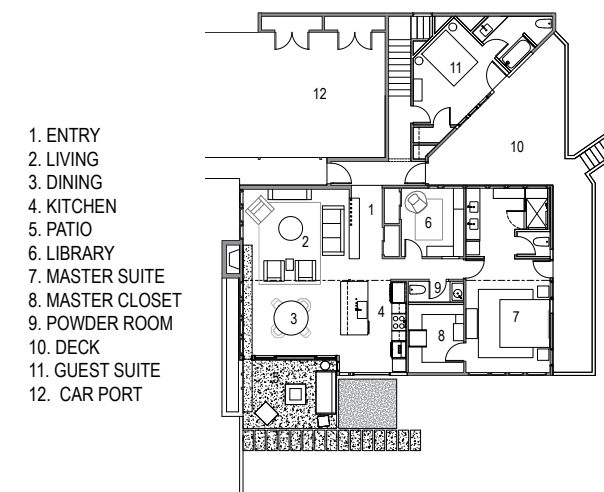 1. ENTRY
2. LIVING
3. DINING
4. KITCHEN
5. PATIO
6. LIBRARY
7. MASTER SUITE
8. MASTER CLOSET
9. POWDER ROOM
10. DECK
11. GUEST SUITE
12. CAR PORT
11
12
10
1
6
2
9
3
4
7
8
5